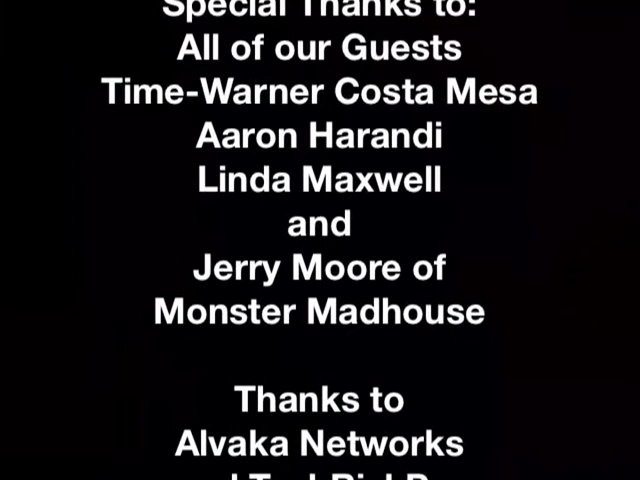 Special Thanks to:
All of our Guests
Time-Warner Costa Mesa
Aaron Harandi
Linda Maxwell
and
Jerry Moore of
Monster Madhouse
Thanks to
Alvaka Networks